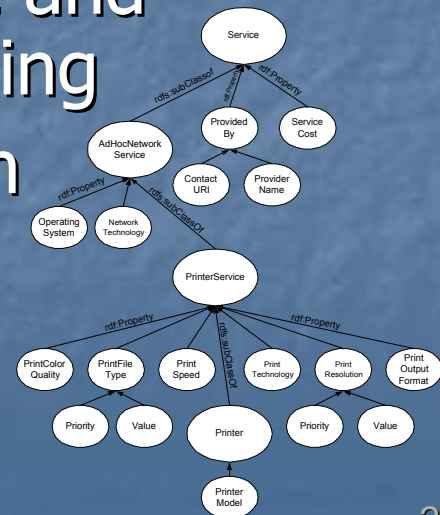 and
ing
n
Service
rdfs:subClassof
rdf:Property
rdf:Property
AdHocNetwork
Service
Provided
By
Service
Cost
Contact
URI
Provider
Name
rdf:Property
rdfs:subClassOf
Operating
System
Network
Technology
PrinterService
rdf:Property
rdfs:subClassOf
rdf:Property
PrintColor
Quality
PrintFile
Type
Print
Speed
Print
Technology
Print
Resolution
Print
Output
Format
Priority
Value
Printer
Priority
Value
Printer
Model